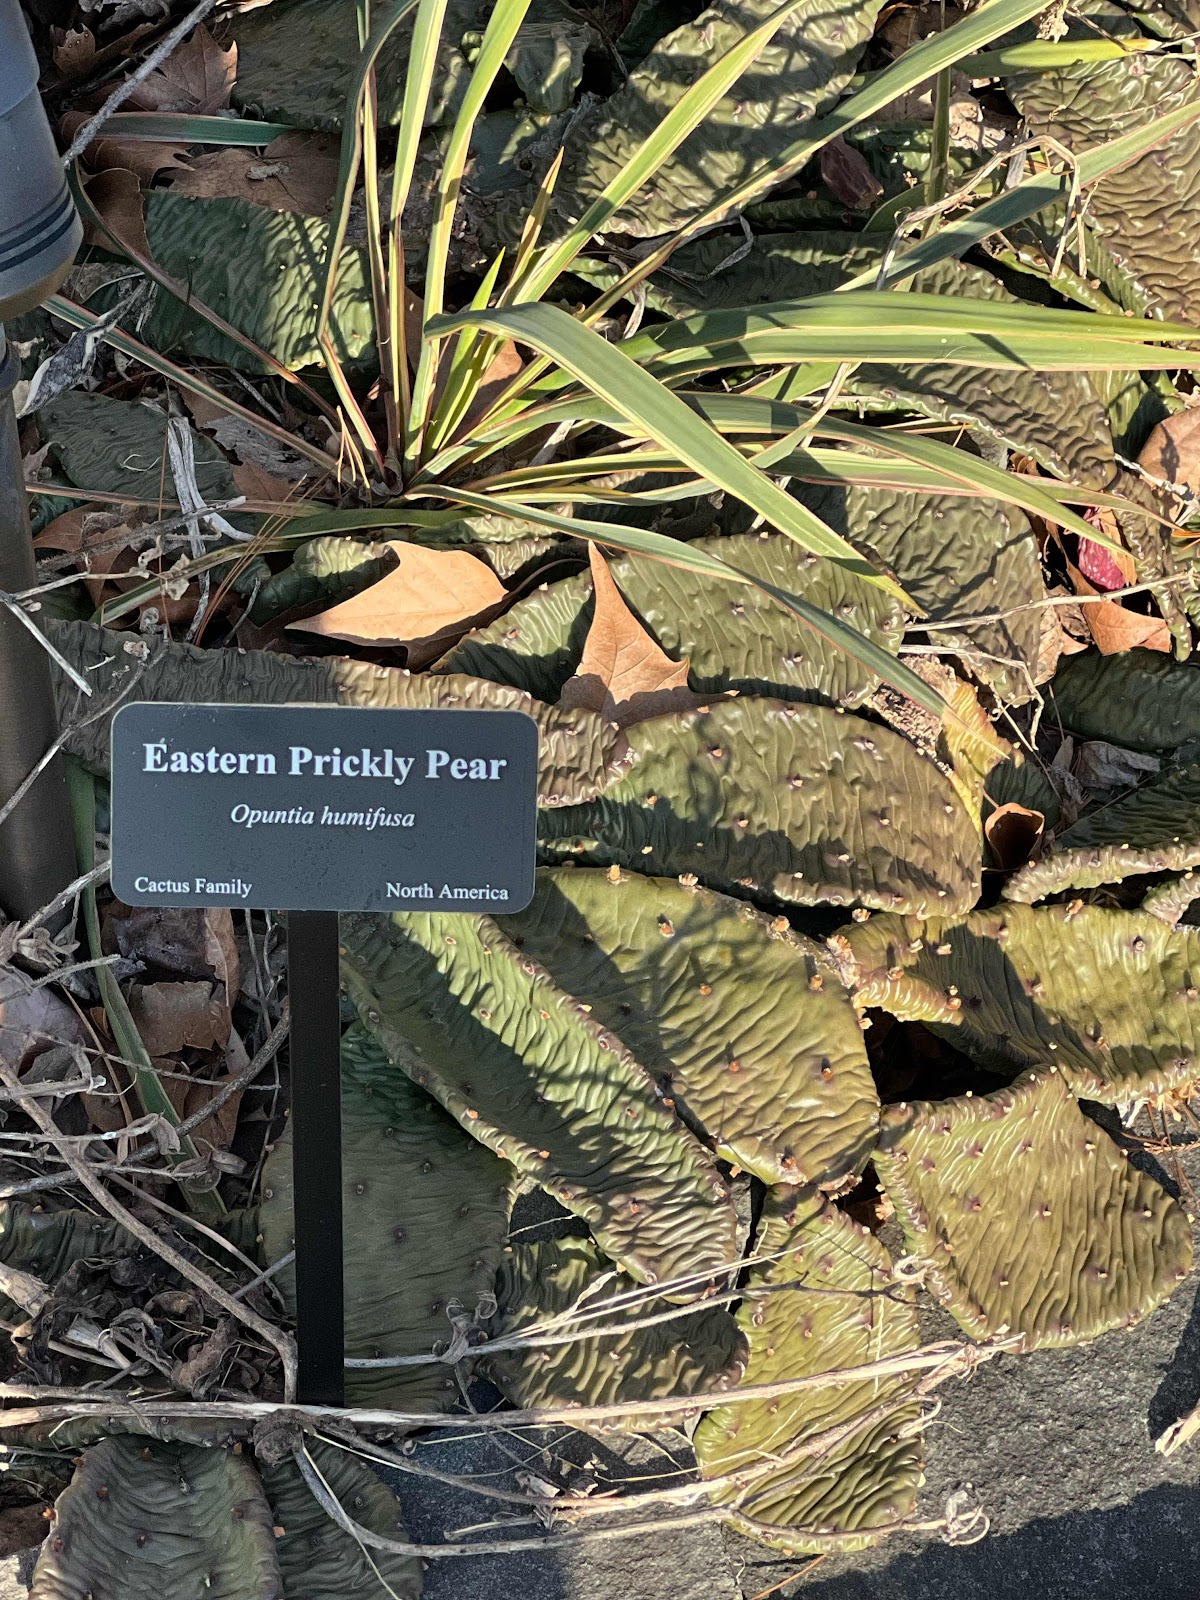 Eastern Prickly Pear
Opuntia humifusa
Cactus Family North America